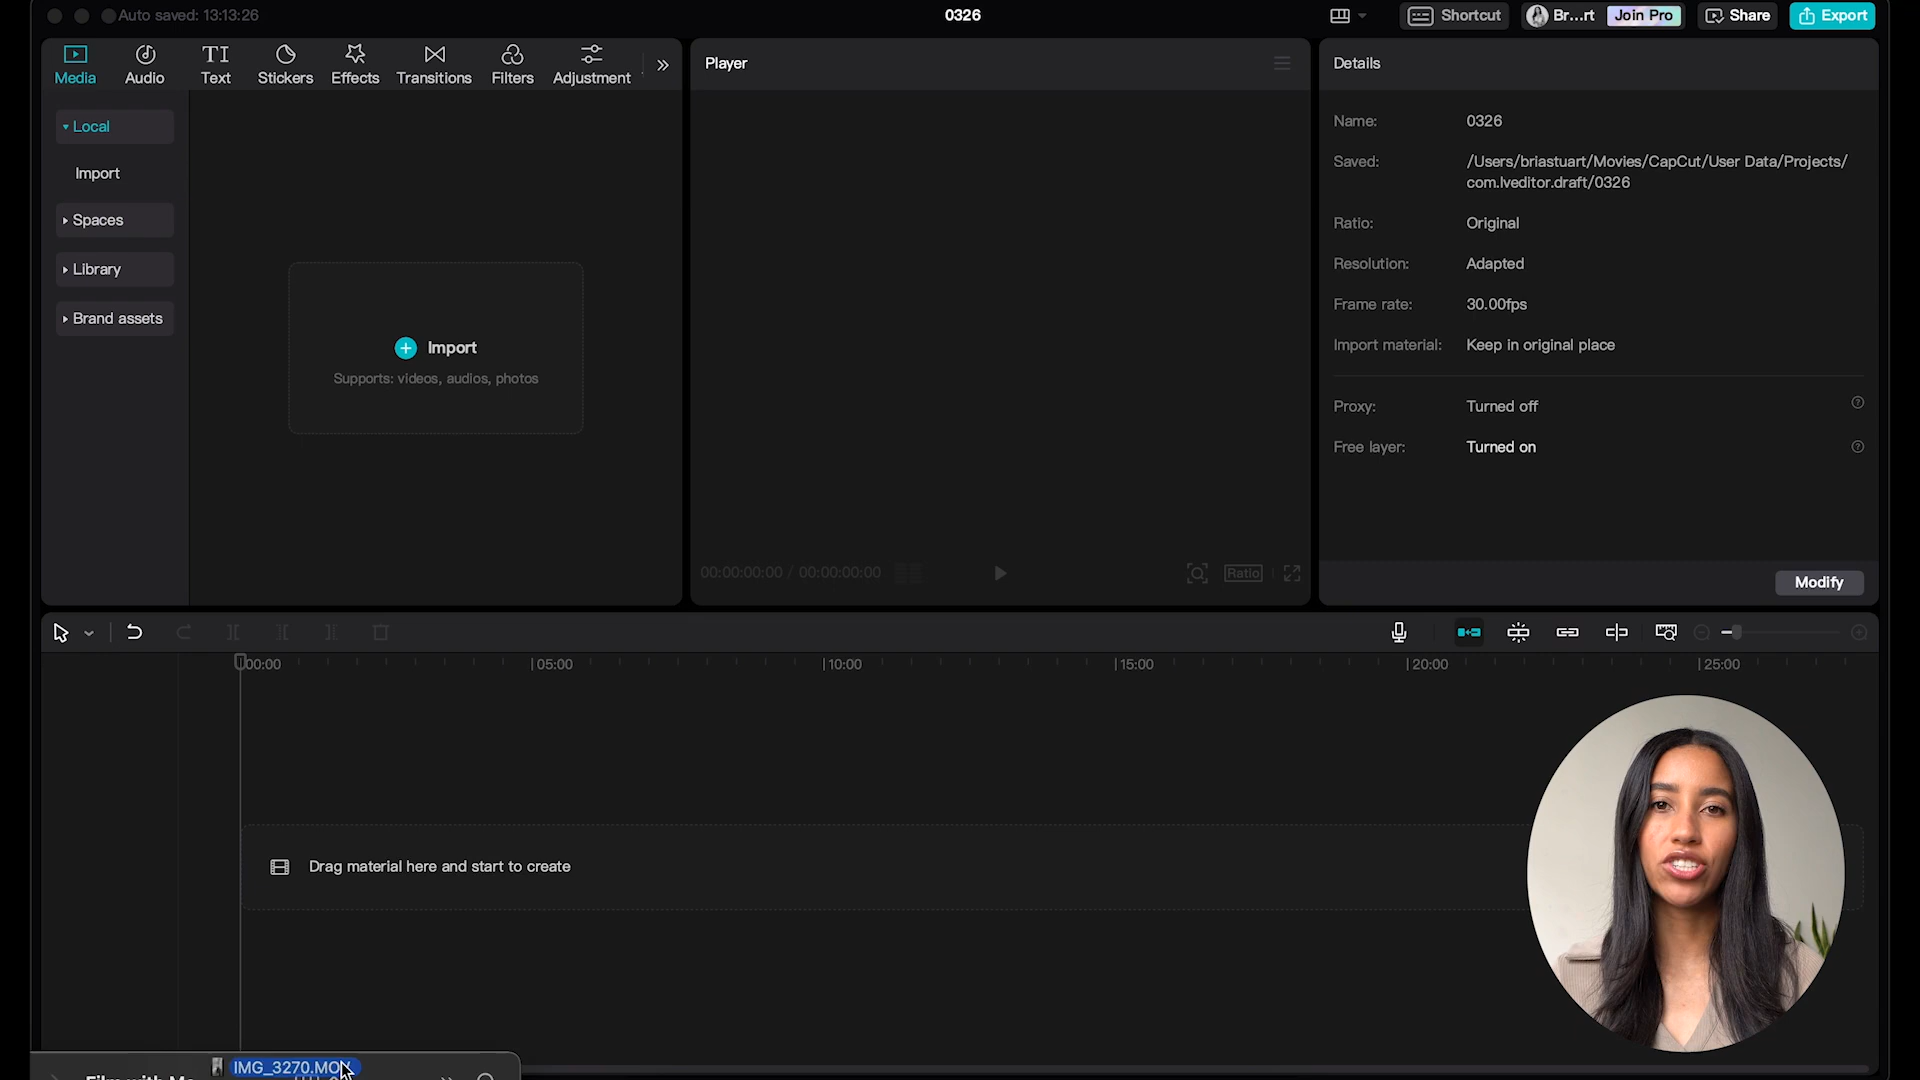 Auto saved: 13:13:26
0326
Shortcut
Br...rt
Join Pro
Share
Export
Media
Audio
TI
Text
Stickers
Effects
Transitions
Filters
Adjustment
Player
Details
Local
Import
Spaces
Library
Brand assets
Import
Supports: videos, audios, photos
Name: 0326
Saved: /Users/briastuart/Movies/CapCut/User Data/Projects/
com.lveditor.draft/0326
Ratio: Original
Resolution: Adapted
Frame rate: 30.00fps
Import material: Keep in original place
Proxy: Turned off
Free layer: Turned on
00:00:00:00 / 00:00:00:00
Ratio
Modify
00:00
05:00
10:00
15:00
20:00
25:00
Drag material here and start to create
IMG_3270.MOV
Film with Me